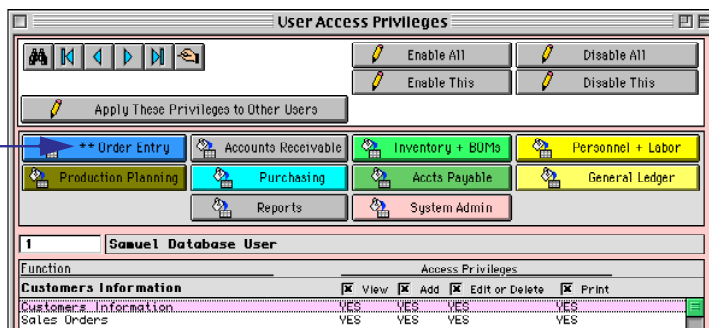 User Access Privileges
Enable All Disable All
Enable This Disable This
Apply These Privileges to Other Users
** Order Entry Accounts Receivable Inventory + BOMs Personnel + Labor
Production Planning Purchasing Accts Payable General Ledger
Reports System Admin
1 Samuel Database User
Function Access Privileges
Customers Information View Add Edit or Delete Print
Customers Information YES YES YES YES
Sales Orders YES YES YES YES